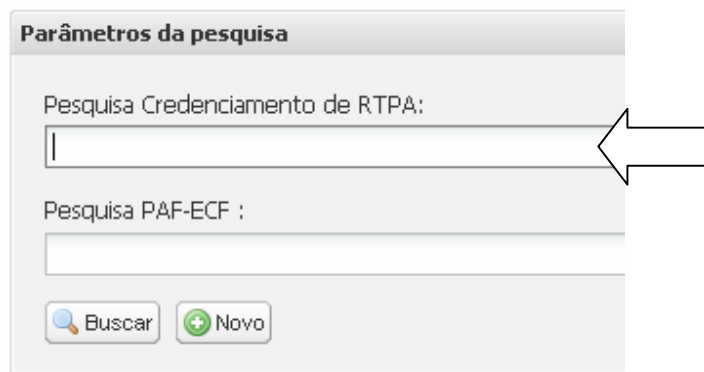 Parâmetros da pesquisa
Pesquisa Credenciamento de RTPA:
Pesquisa PAF-ECF :
Buscar Novo